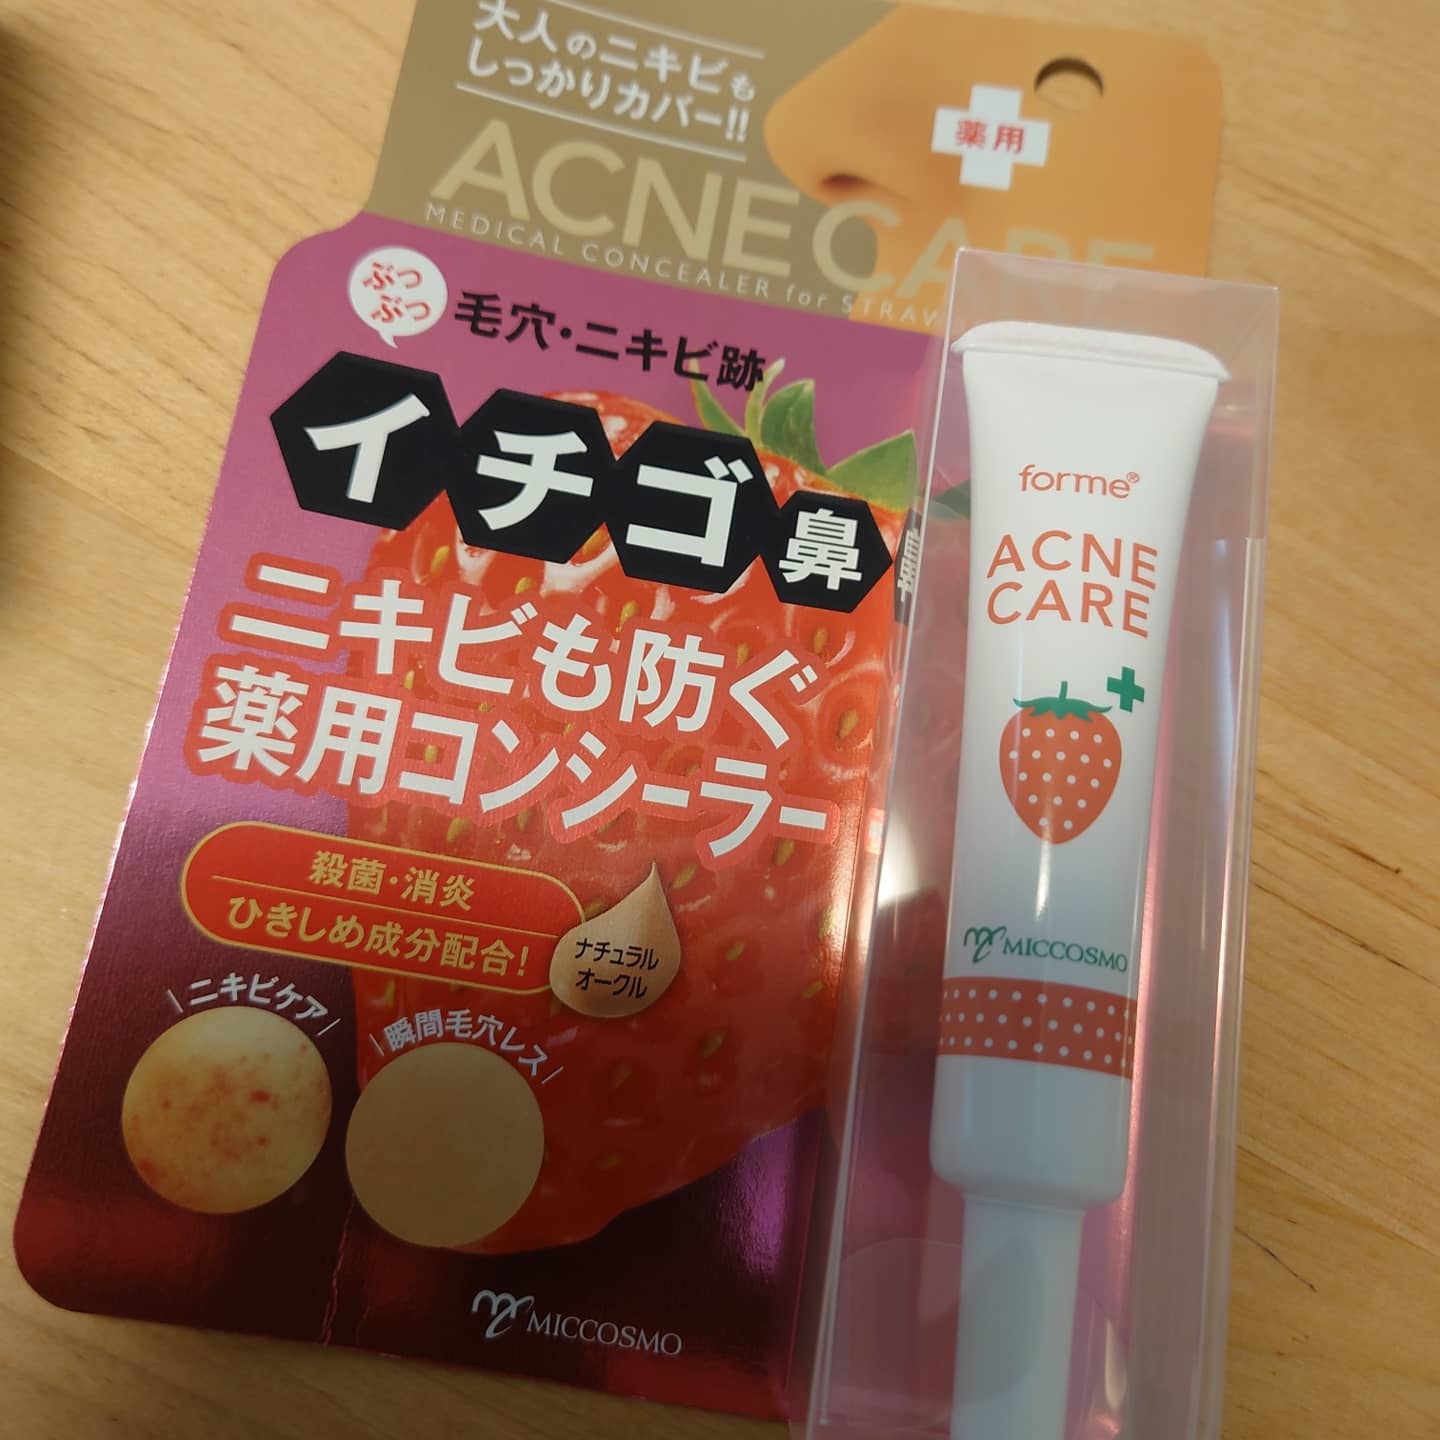 大人のニキビも
しっかりカバー!!
薬用
ACNE CARE
MEDICAL CONCEALER for STRAW
ぶつ
ぶつ
毛穴・ニキビ跡
イチゴ鼻
ニキビも防ぐ
薬用コンシーラー
殺菌・消炎
ひきしめ成分配合!
ナチュラル
オークル
\ニキビケア/
\瞬間毛穴レス/
MICCOSMO
forme®
ACNE
CARE
MICCOSMO